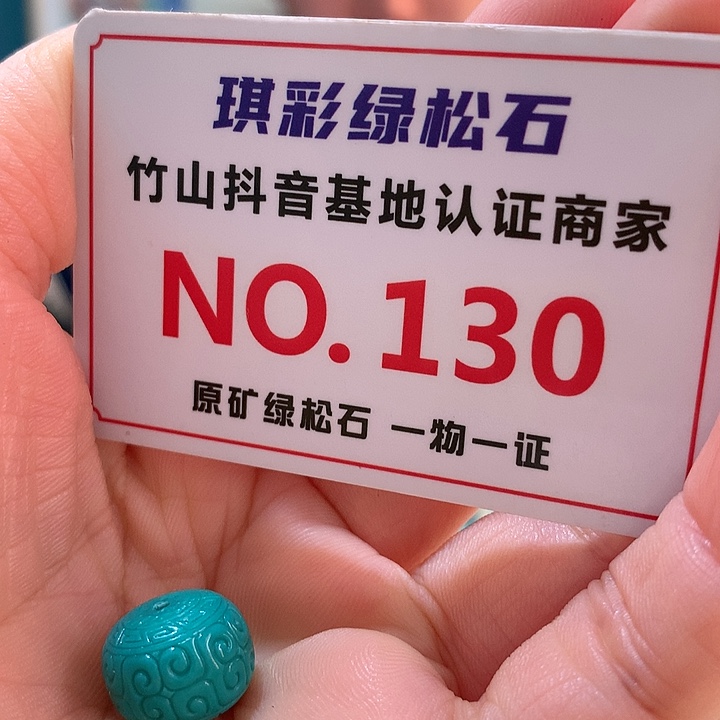 琪彩绿松石
竹山抖音基地认证商家
NO.130
原矿绿松石 一物一证